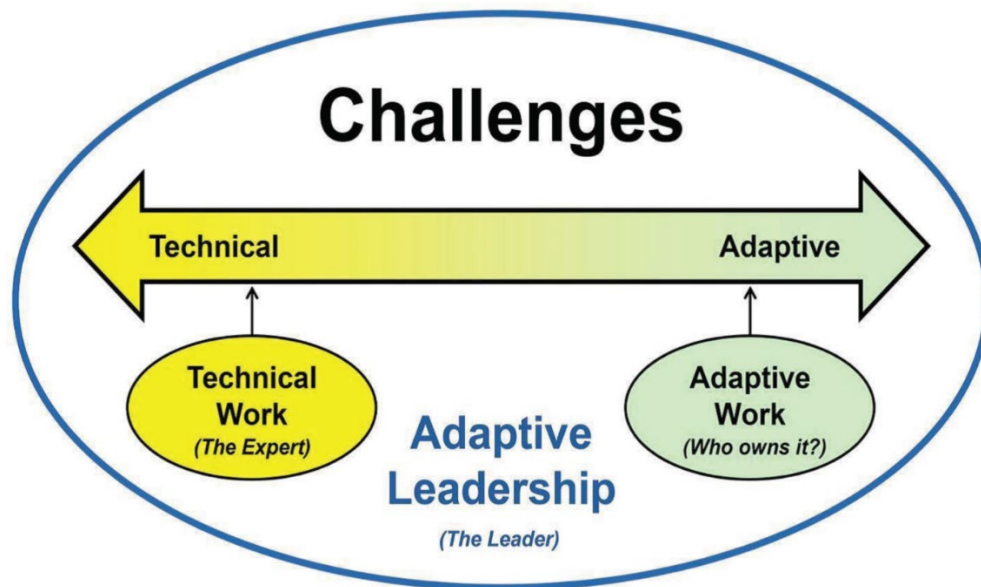 Challenges
Technical
Adaptive
Technical
Work
(The Expert)
Adaptive
Work
(Who owns it?)
Adaptive
Leadership
(The Leader)